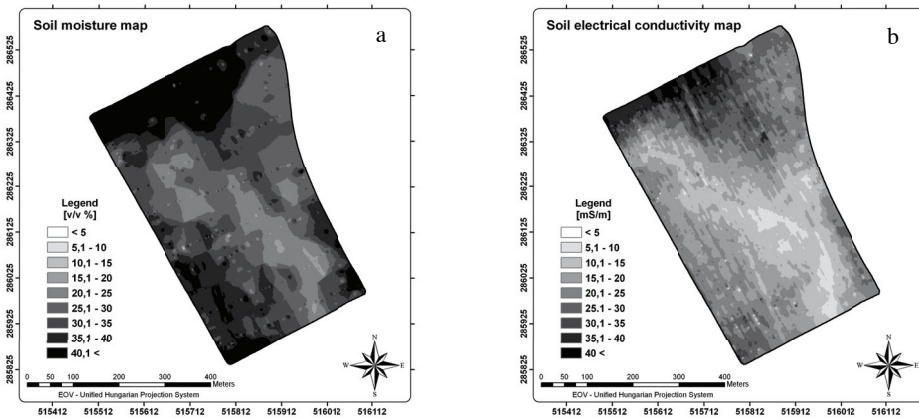 Soil moisture map
a
286525
286425
286325
286225
286125
286025
285925
285825
Legend
[v/v %]
< 5
5,1 - 10
10,1 - 15
15,1 - 20
20,1 - 25
25,1 - 30
30,1 - 35
35,1 - 40
40,1 <
N
W E
S
0 50 100 200 300 400
Meters
EOV - Unified Hungarian Projection System
515412 515512 515612 515712 515812 515912 516012 516112
Soil electrical conductivity map
b
286525
286425
286325
286225
286125
286025
285925
285825
Legend
[mS/m]
< 5
5,1 - 10
10,1 - 15
15,1 - 20
20,1 - 25
25,1 - 30
30,1 - 35
35,1 - 40
40 <
N
W E
S
0 50 100 200 300 400
Meters
EOV - Unified Hungarian Projection System
515412 515512 515612 515712 515812 515912 516012 516112